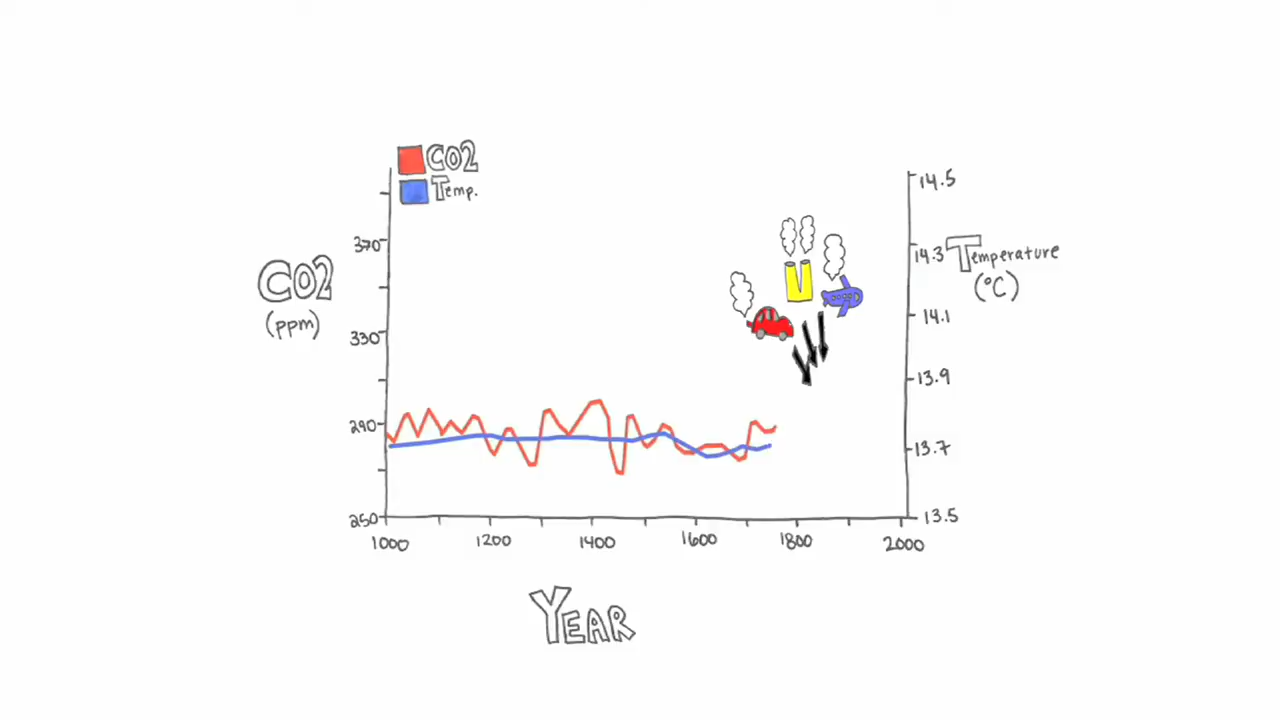 CO2
Temp.
370
330
290
250
CO2
(ppm)
14.5
14.3
14.1
13.9
13.7
13.5
Temperature
(°C)
1000 1200 1400 1600 1800 2000
YEAR